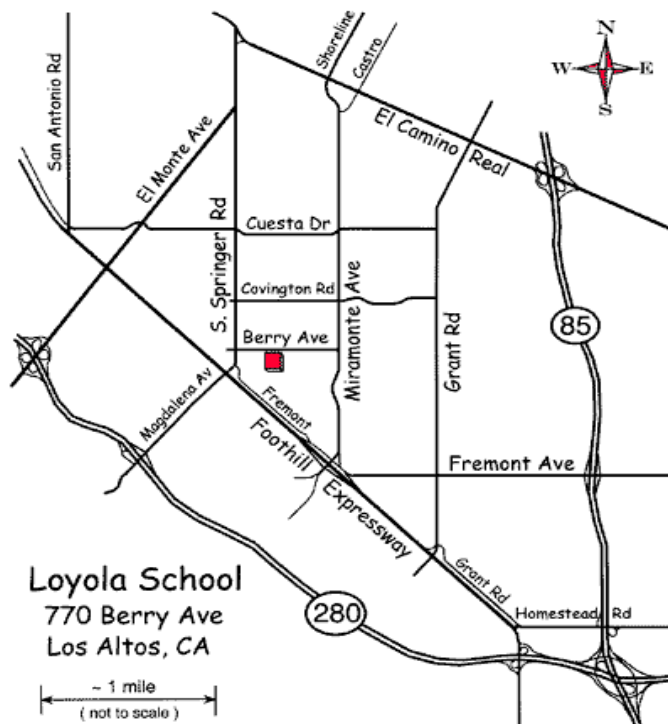 Shoreline
Castro
N
W E
S
San Antonio Rd
El Monte Ave
El Camino Real
Cuesta Dr
S. Springer Rd
Covington Rd
Miramonte Ave
Grant Rd
85
Berry Ave
Magdalena Av
Fremont
Foothill Expressway
Fremont Ave
Grant Rd
Homestead Rd
280
Loyola School
770 Berry Ave
Los Altos, CA
~ 1 mile
( not to scale )